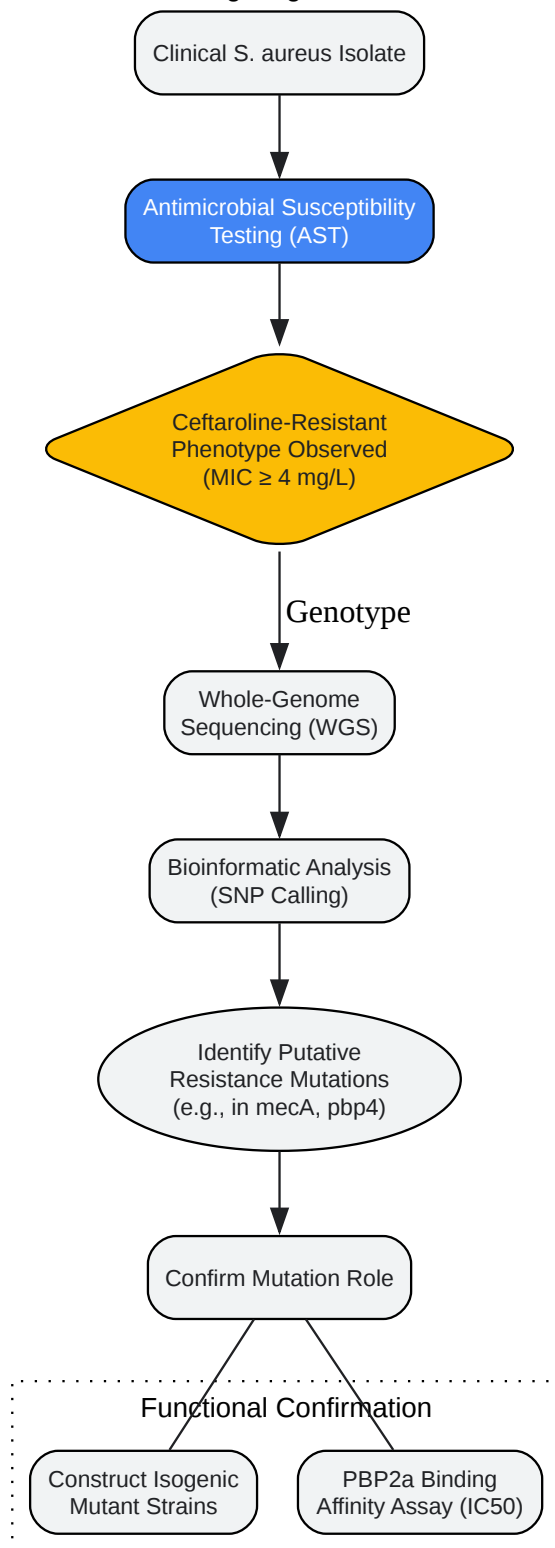 Clinical S. aureus Isolate
Antimicrobial Susceptibility
Testing (AST)
Ceftaroline-Resistant
Phenotype Observed
(MIC ≥ 4 mg/L)
Genotype
Whole-Genome
Sequencing (WGS)
Bioinformatic Analysis
(SNP Calling)
Identify Putative
Resistance Mutations
(e.g., in mecA, pbp4)
Confirm Mutation Role
Functional Confirmation
Construct Isogenic
Mutant Strains
PBP2a Binding
Affinity Assay (IC50)